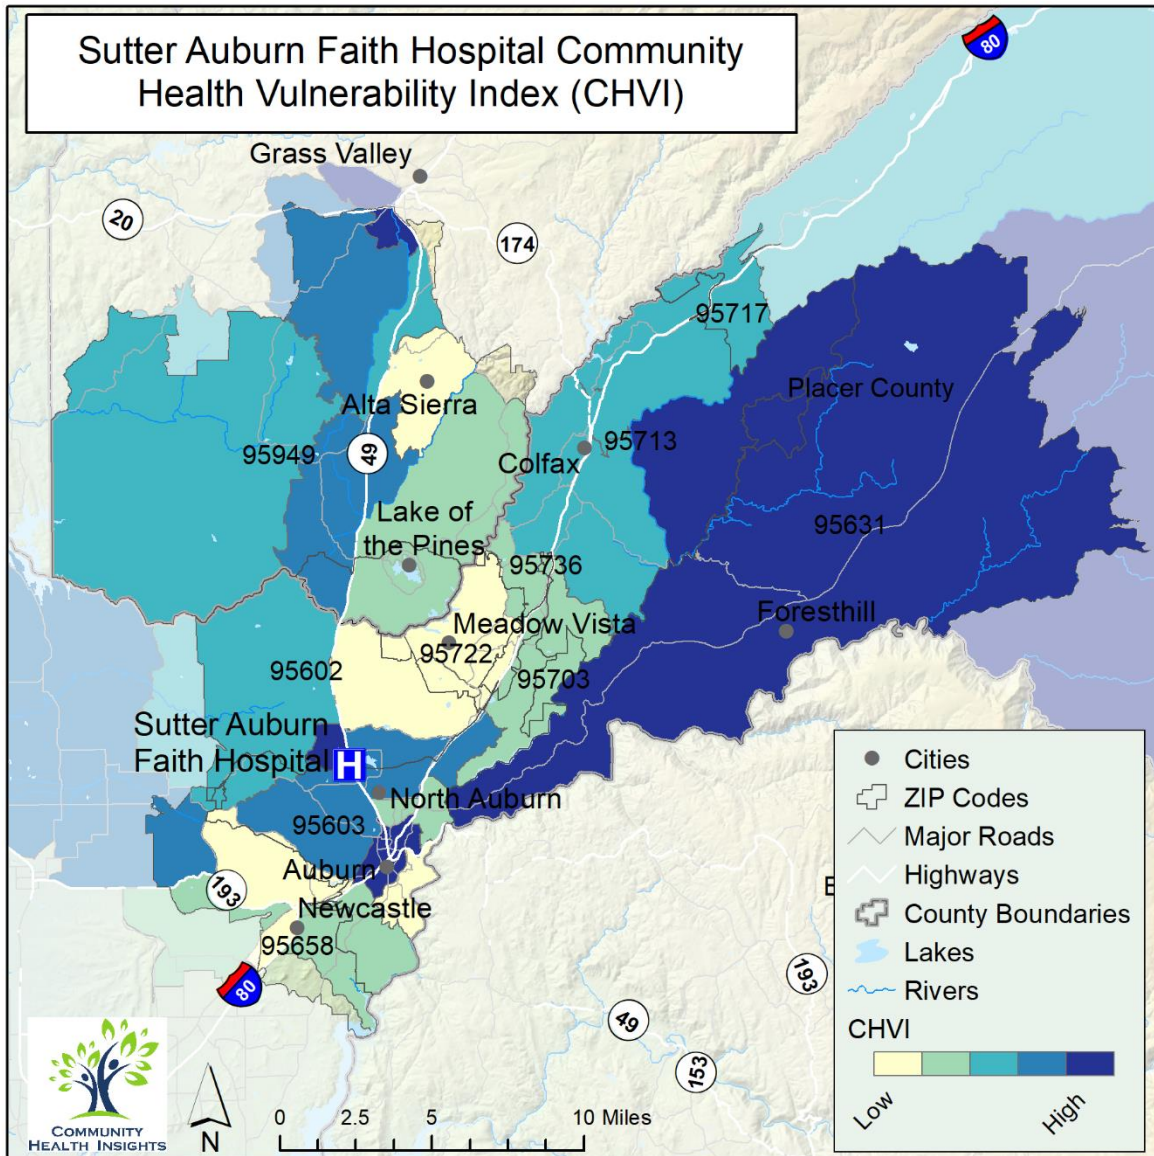 Sutter Auburn Faith Hospital Community
Health Vulnerability Index (CHVI)
80
Grass Valley
20
174
95717
Alta Sierra
Placer County
95949
49
Colfax
95713
Lake of
the Pines
95631
95736
Meadow Vista
Foresthill
95722
95602
95703
Sutter Auburn
Faith Hospital
H
North Auburn
95603
Auburn
193
Newcastle
95658
80
193
49
153
Cities
ZIP Codes
Major Roads
Highways
County Boundaries
Lakes
Rivers
CHVI
Low
High
COMMUNITY
HEALTH INSIGHTS
N
0 2.5 5 10 Miles